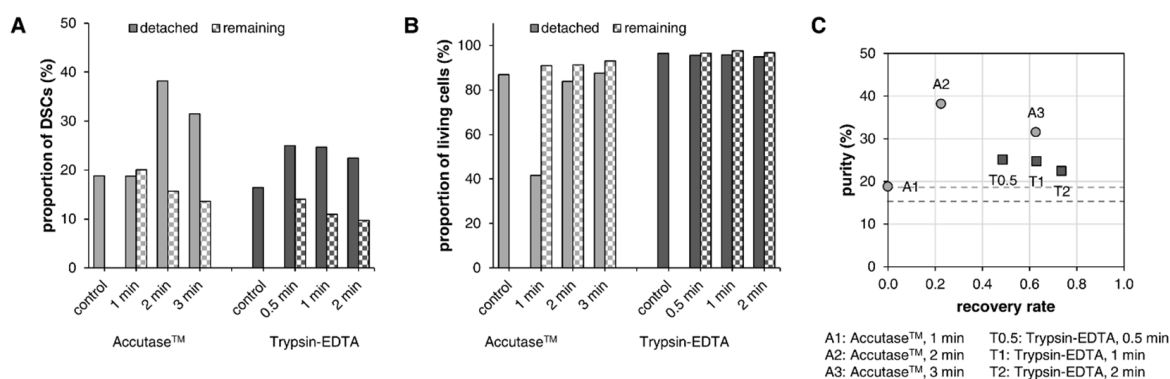 A
proportion of DSCs (%)
50
40
30
20
10
0
detached remaining
control 1 min 2 min 3 min control 0.5 min 1 min 2 min
Accutase™ Trypsin-EDTA
B
proportion of living cells (%)
100
80
60
40
20
0
detached remaining
control 1 min 2 min 3 min control 0.5 min 1 min 2 min
Accutase™ Trypsin-EDTA
C
purity (%)
50
40
30
20
10
0
A2
A3
A1
T0.5 T1 T2
0.0 0.2 0.4 0.6 0.8 1.0
recovery rate
A1: Accutase™, 1 min T0.5: Trypsin-EDTA, 0.5 min
A2: Accutase™, 2 min T1: Trypsin-EDTA, 1 min
A3: Accutase™, 3 min T2: Trypsin-EDTA, 2 min